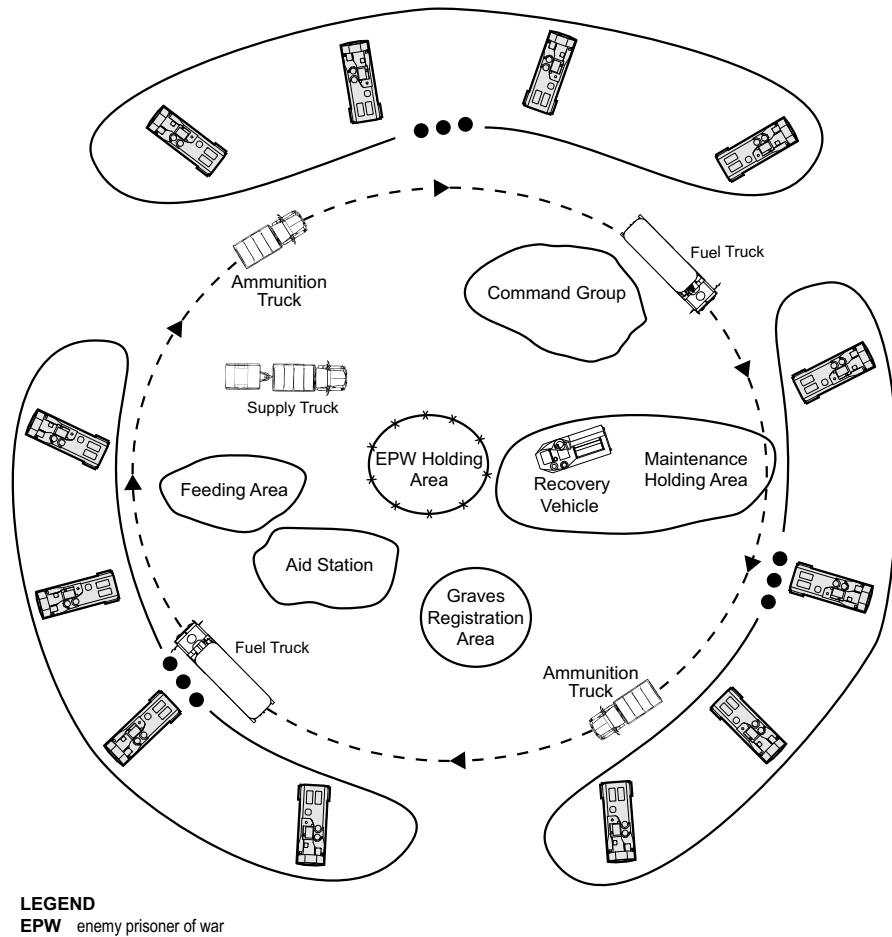 Fuel Truck
Ammunition
Truck
Command Group
Supply Truck
EPW Holding
Area
Recovery
Vehicle
Maintenance
Holding Area
Feeding Area
Aid Station
Graves
Registration
Area
Fuel Truck
Ammunition
Truck
LEGEND
EPW enemy prisoner of war